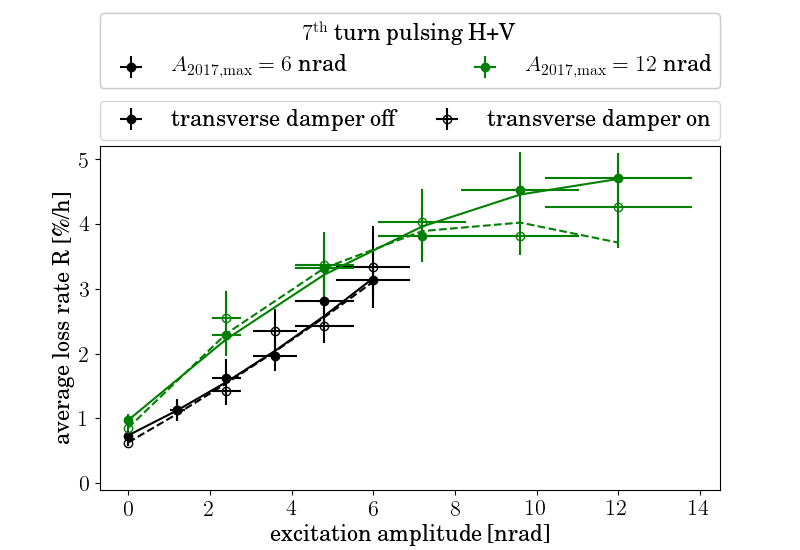 7th turn pulsing H+V
A2017,max = 6 nrad
A2017,max = 12 nrad
transverse damper off
transverse damper on
average loss rate R [%/h]
5
4
3
2
1
0
0 2 4 6 8 10 12 14
excitation amplitude [nrad]